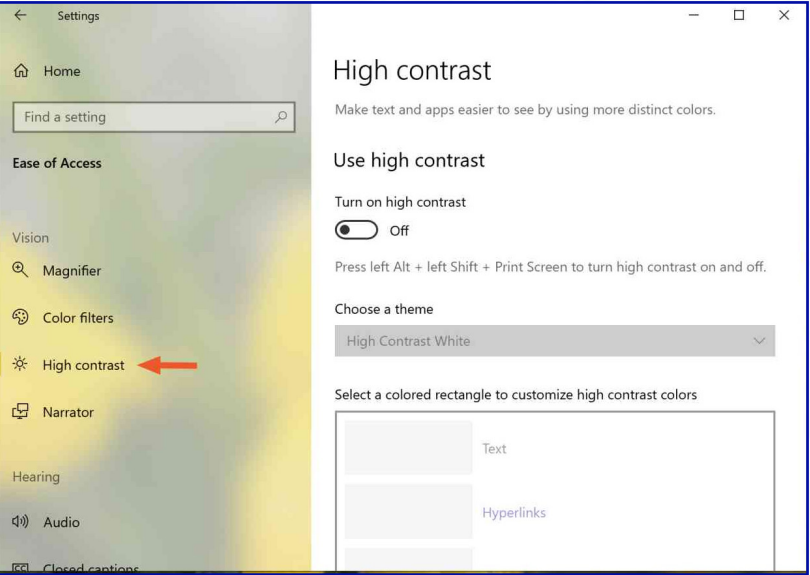 Settings
Home
Find a setting
Ease of Access
Vision
Magnifier
Color filters
High contrast
Narrator
Hearing
Audio
CC Closed captions
High contrast
Make text and apps easier to see by using more distinct colors.
Use high contrast
Turn on high contrast
Off
Press left Alt + left Shift + Print Screen to turn high contrast on and off.
Choose a theme
High Contrast White
Select a colored rectangle to customize high contrast colors
Text
Hyperlinks